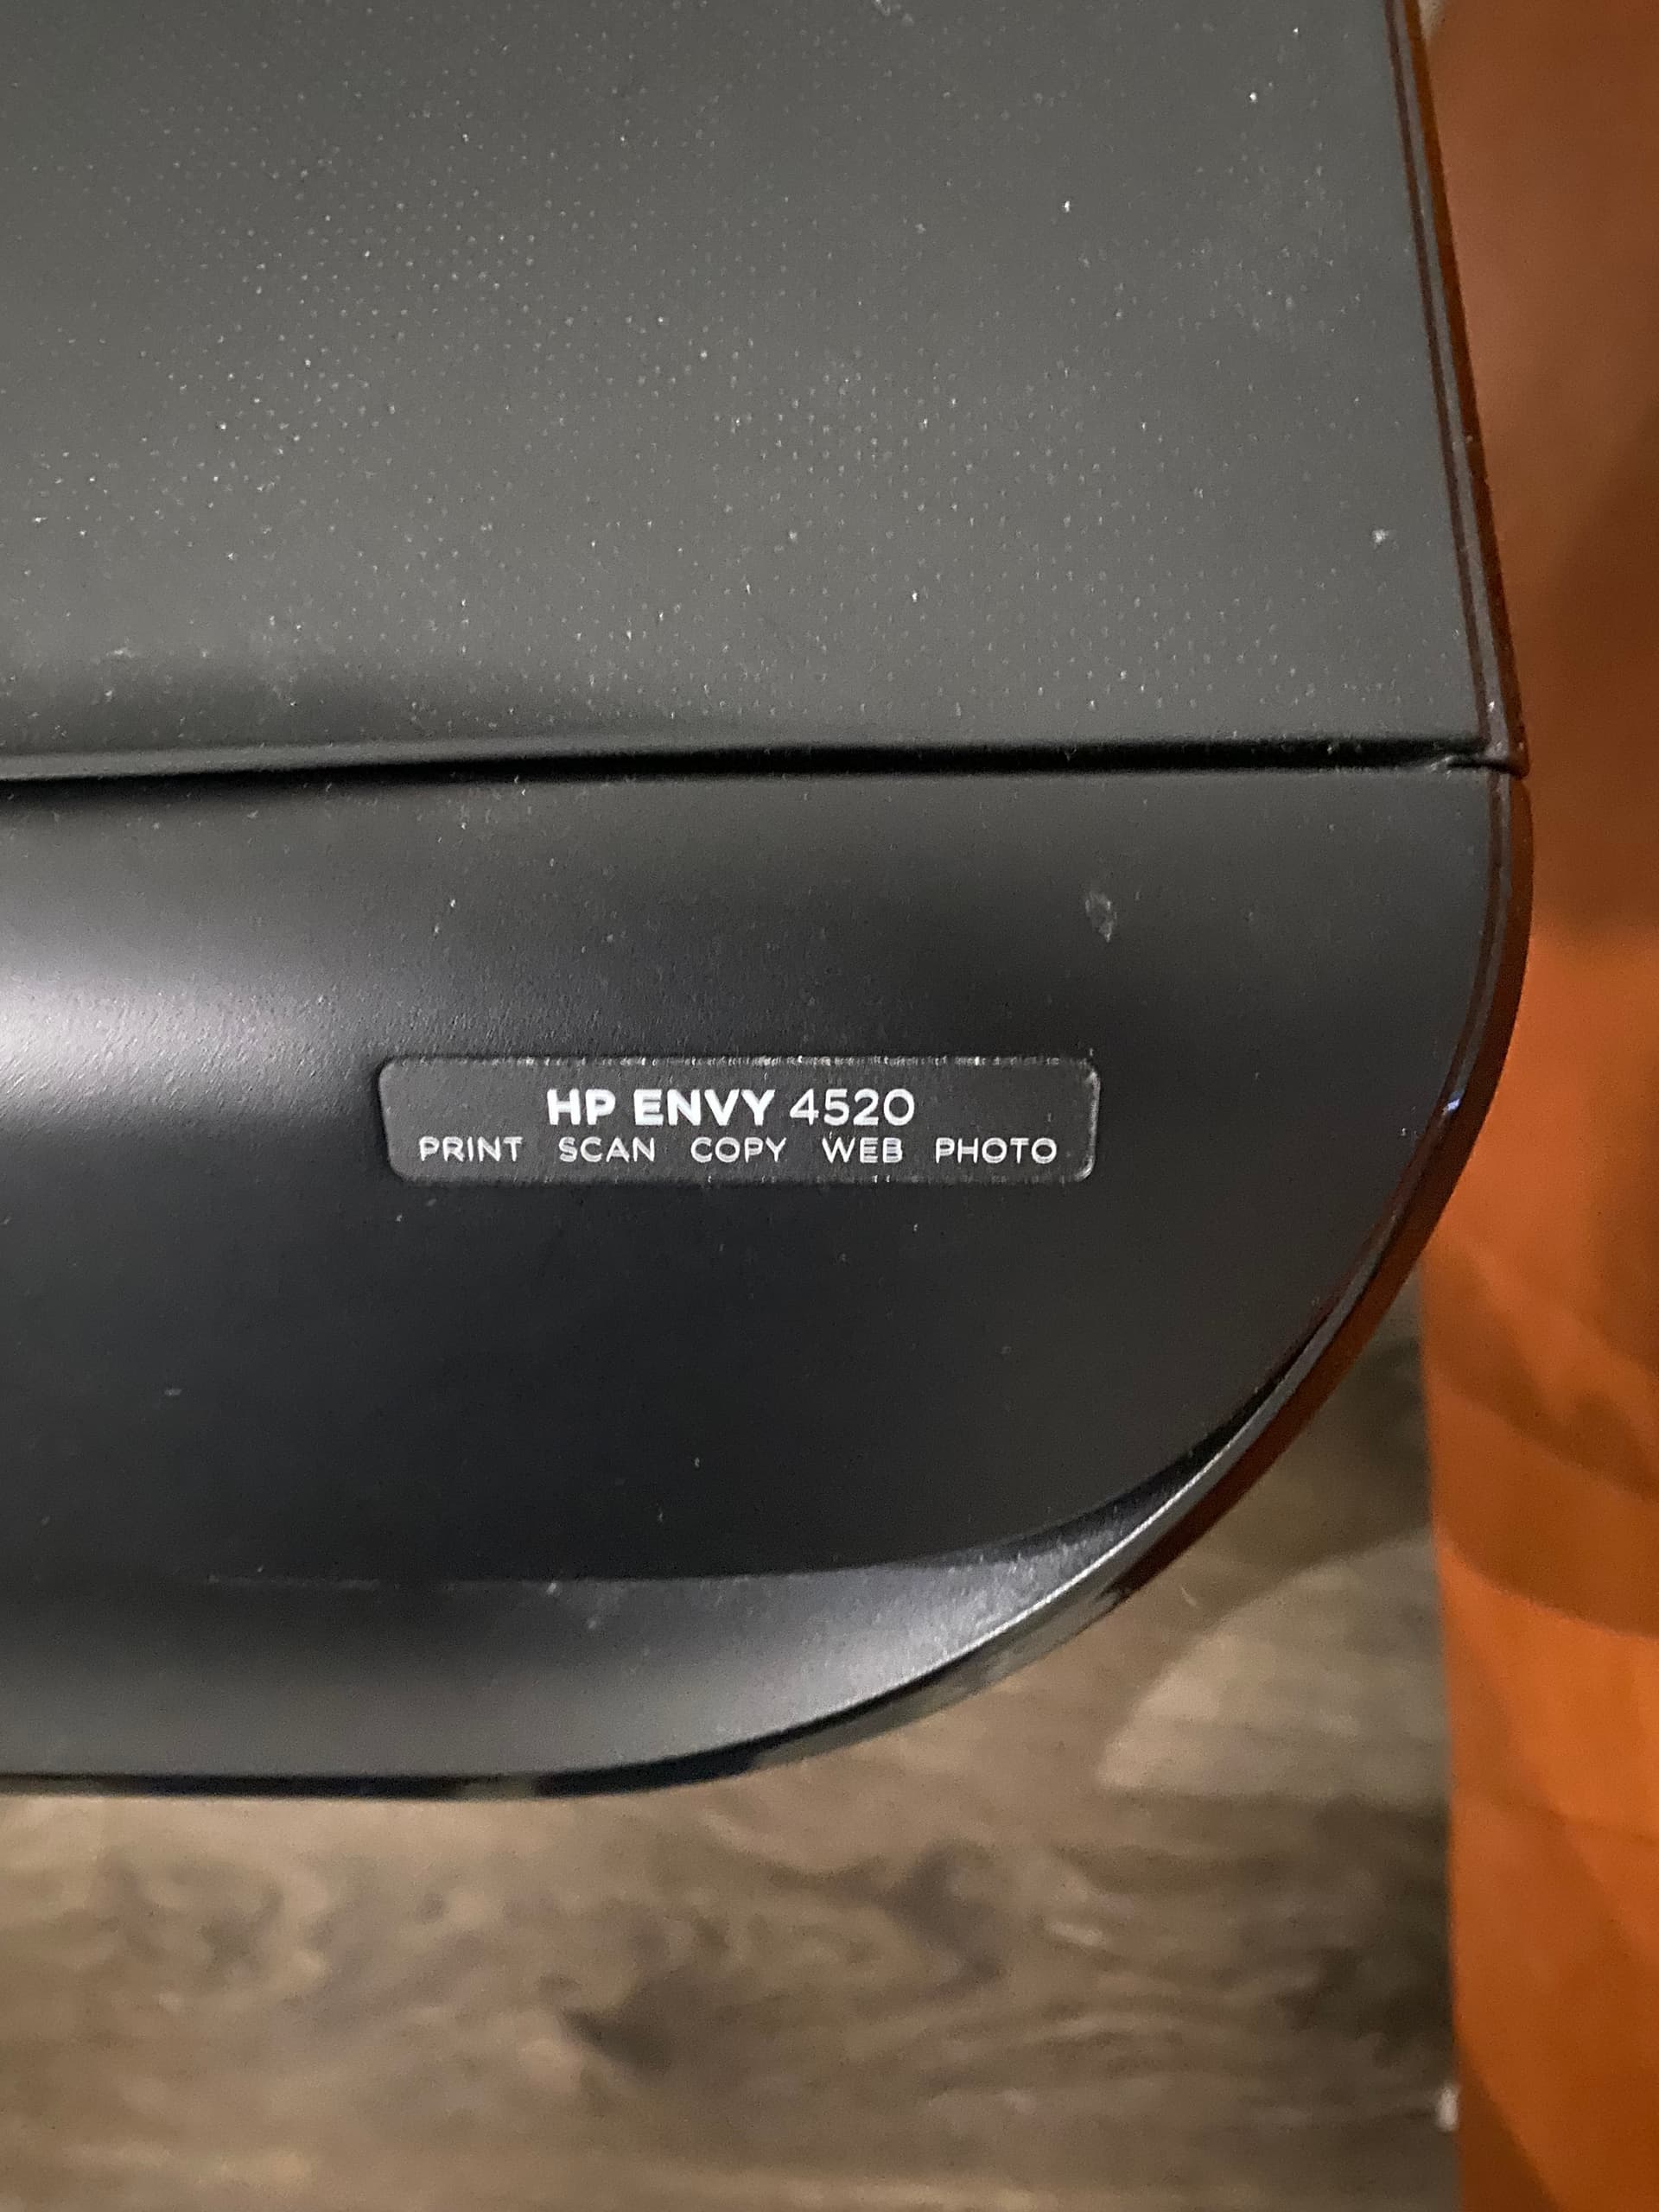 HP ENVY 4520
PRINT SCAN COPY WEB PHOTO